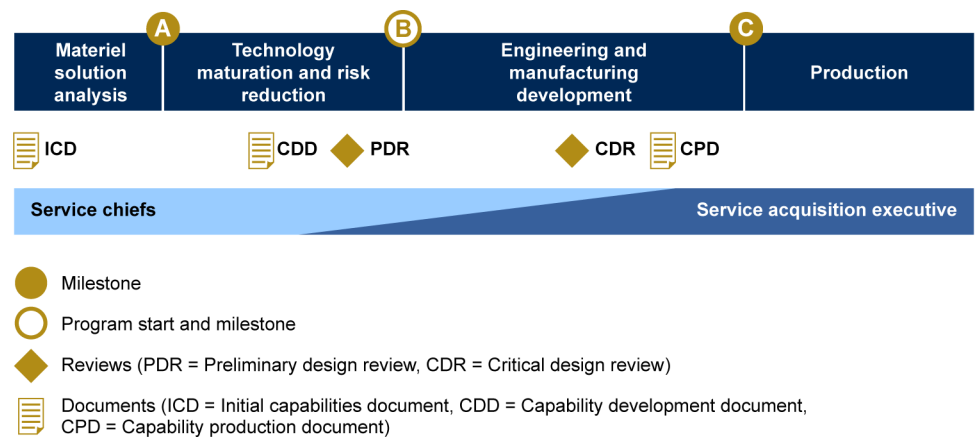 A
B
C
Materiel
solution
analysis
Technology
maturation and risk
reduction
Engineering and
manufacturing
development
Production
ICD
CDD
PDR
CDR
CPD
Service chiefs
Service acquisition executive
Milestone
Program start and milestone
Reviews (PDR = Preliminary design review, CDR = Critical design review)
Documents (ICD = Initial capabilities document, CDD = Capability development document,
CPD = Capability production document)